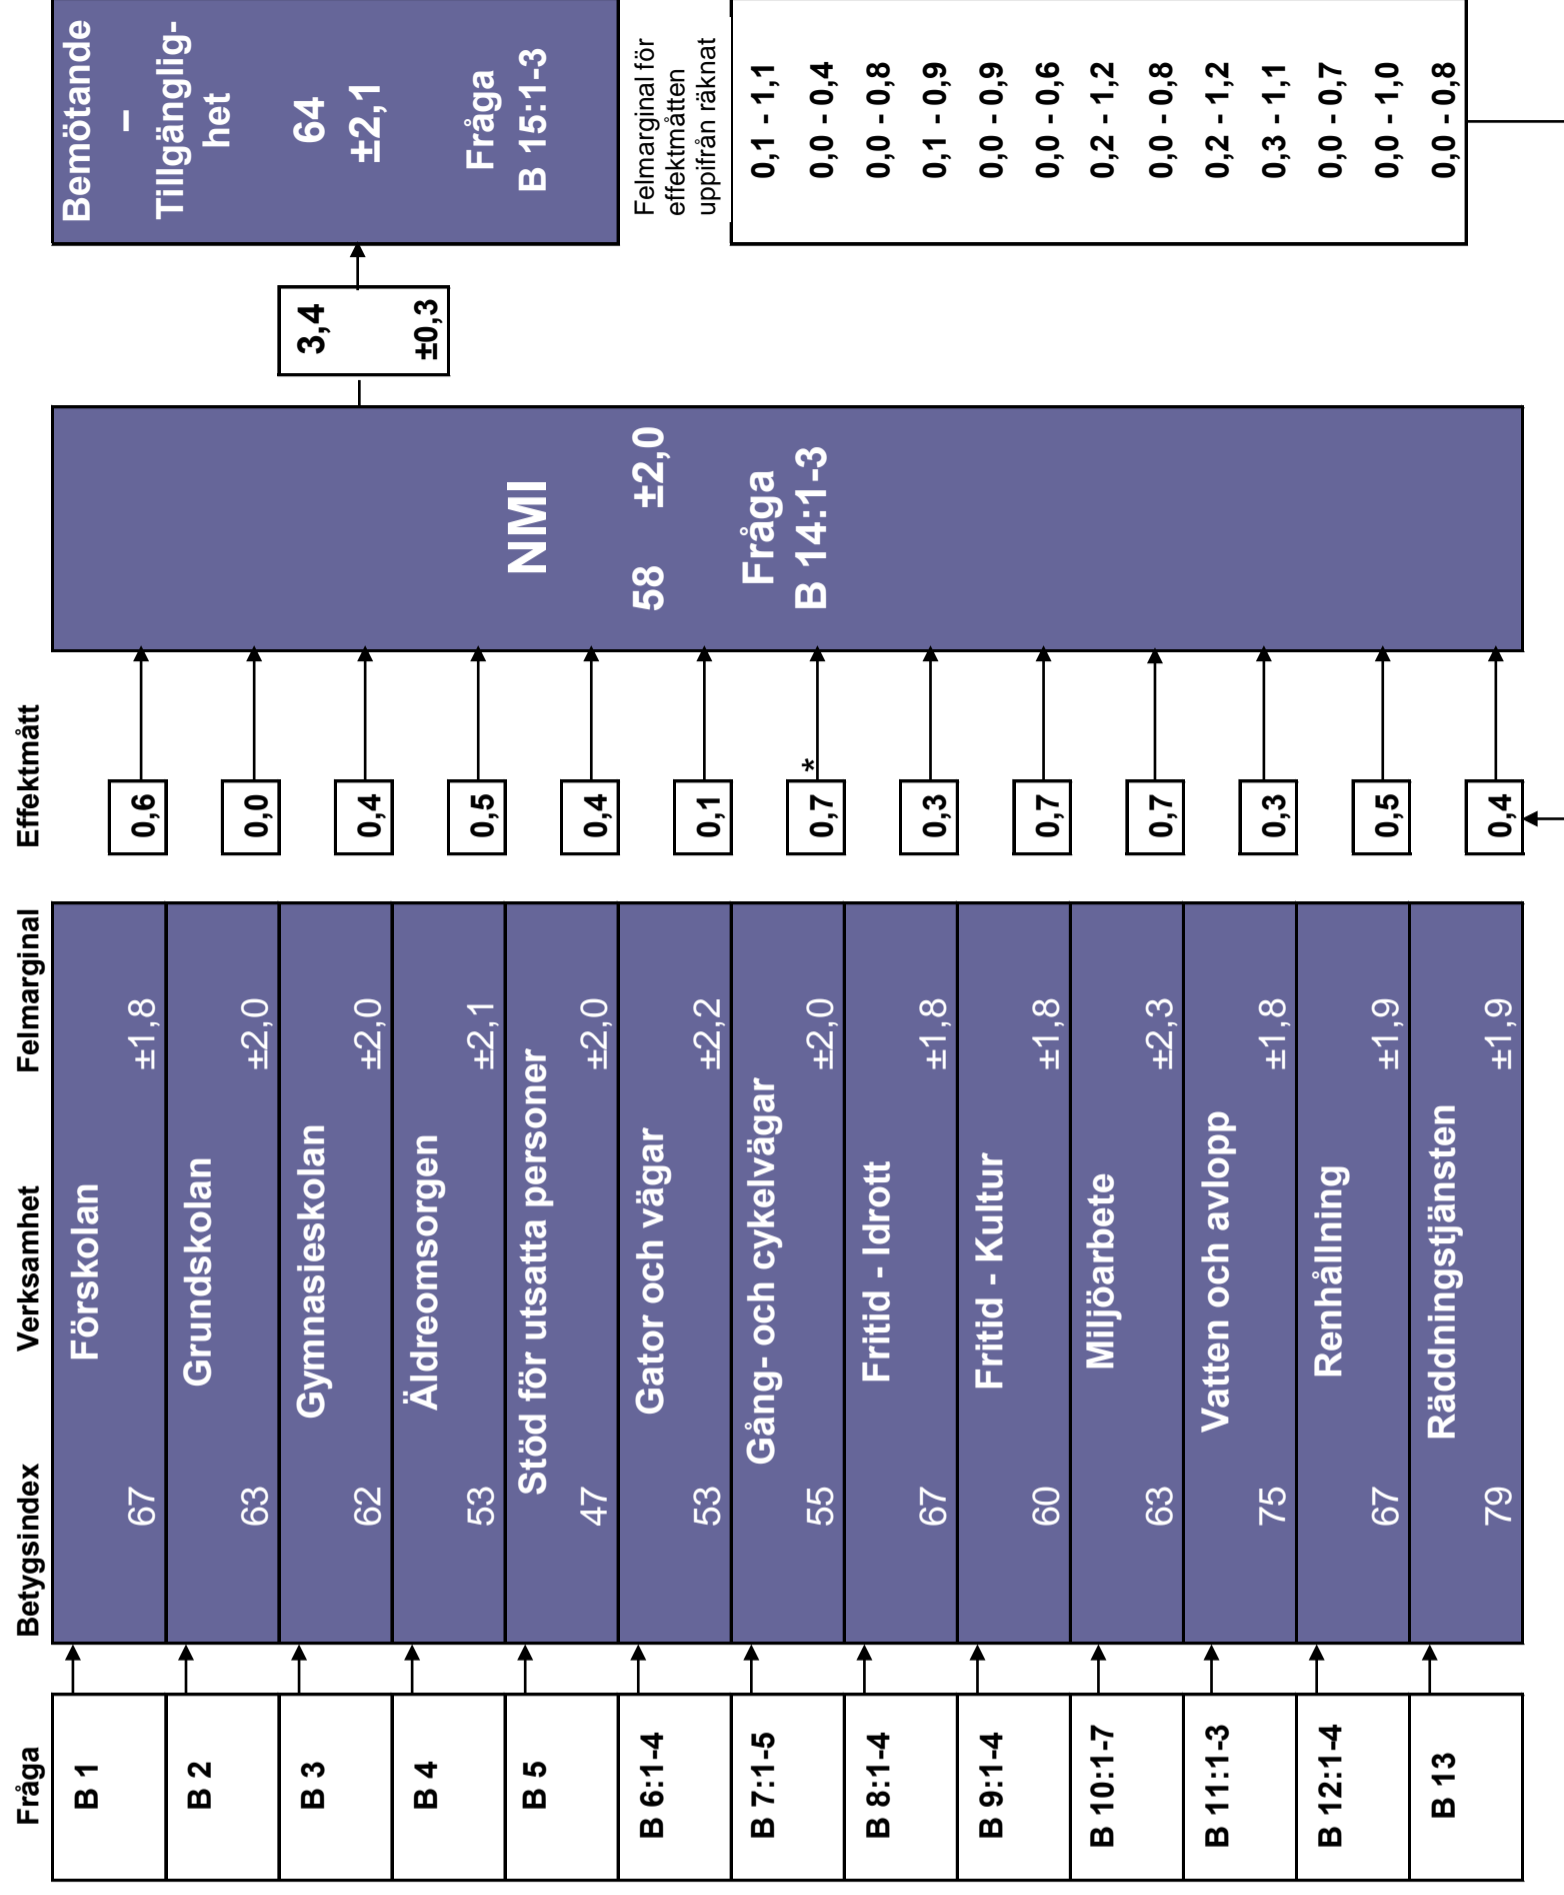 Fråga Betygsindex Verksamhet Felmarginal Effektmått
B 1
Förskolan
67 ±1,8
0,6
B 2
Grundskolan
63 ±2,0
0,0
B 3
Gymnasieskolan
62 ±2,0
0,4
B 4
Äldreomsorgen
53 ±2,1
0,5
B 5
Stöd för utsatta personer
47 ±2,0
0,4
B 6:1-4
Gator och vägar
53 ±2,2
0,1
B 7:1-5
Gång- och cykelvägar
55 ±2,0
0,7 *
B 8:1-4
Fritid - Idrott
67 ±1,8
0,3
B 9:1-4
Fritid - Kultur
60 ±1,8
0,7
B 10:1-7
Miljöarbete
63 ±2,3
0,7
B 11:1-3
Vatten och avlopp
75 ±1,8
0,3
B 12:1-4
Renhållning
67 ±1,9
0,5
B 13
Räddningstjänsten
79 ±1,9
0,4
NMI
58 ±2,0
Fråga
B 14:1-3
3,4
±0,3
Bemötande
–
Tillgänglig-
het
64
±2,1
Fråga
B 15:1-3
Felmarginal för
effektmåtten
uppifrån räknat
0,1 - 1,1
0,0 - 0,4
0,0 - 0,8
0,1 - 0,9
0,0 - 0,9
0,0 - 0,6
0,2 - 1,2
0,0 - 0,8
0,2 - 1,2
0,3 - 1,1
0,0 - 0,7
0,0 - 1,0
0,0 - 0,8